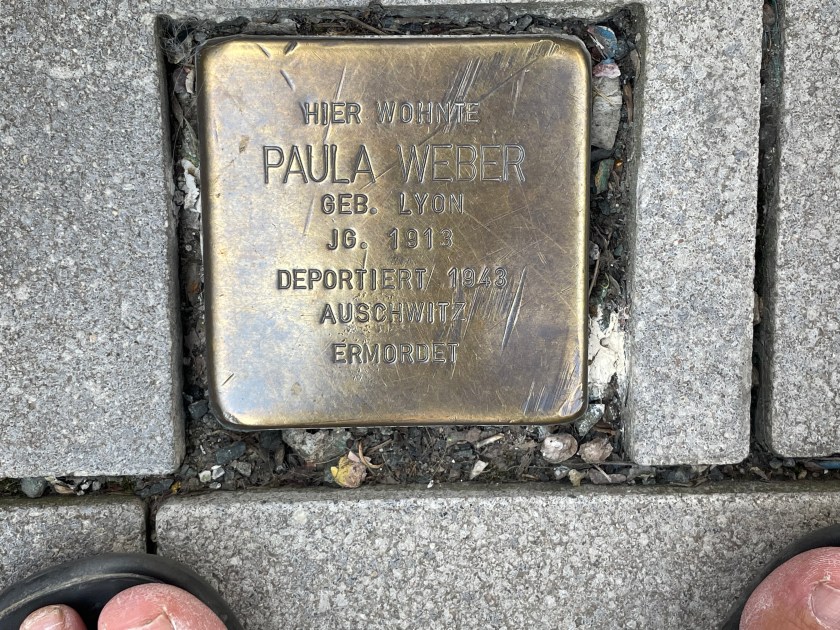 HIER WOHNTE
PAULA WEBER
GEB. LYON
JG. 1913
DEPORTIERT 1943
AUSCHWITZ
ERMORDET